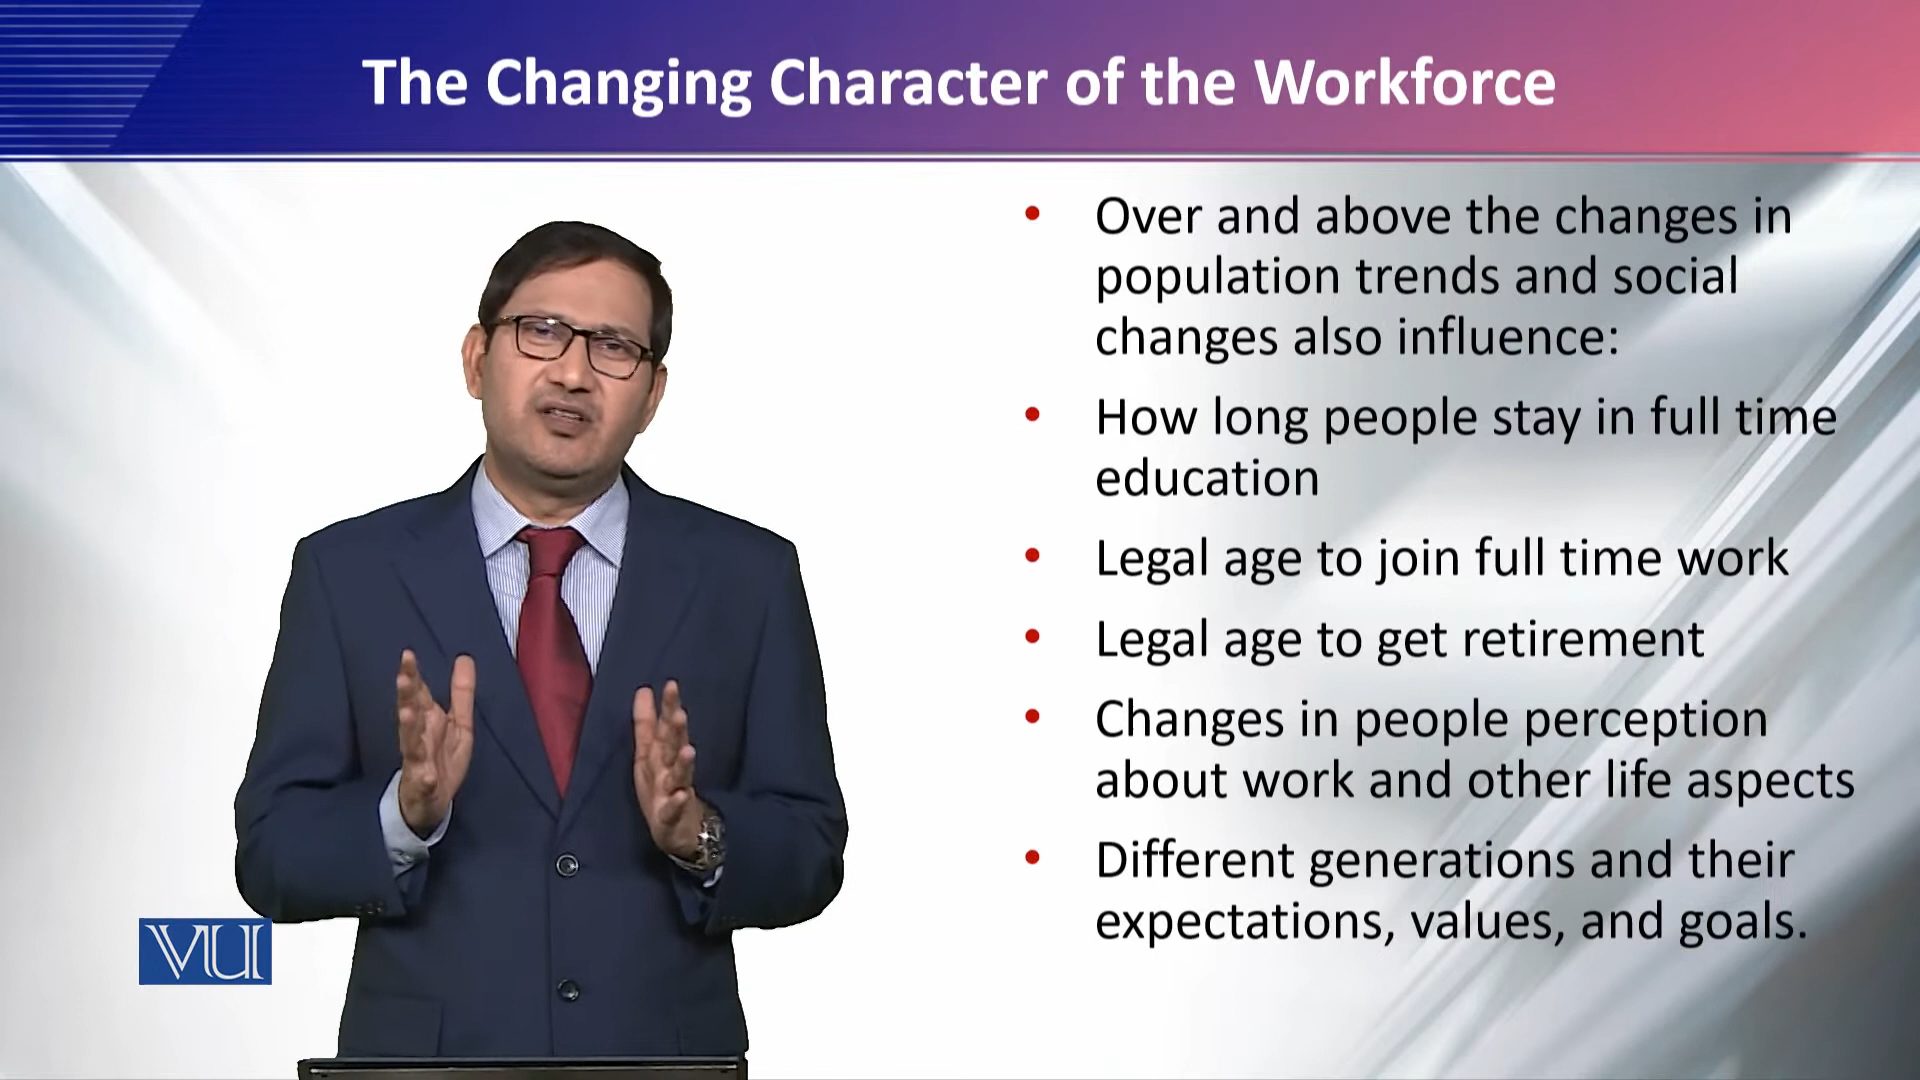 The Changing Character of the Workforce
• Over and above the changes in
population trends and social
changes also influence:
• How long people stay in full time
education
• Legal age to join full time work
• Legal age to get retirement
• Changes in people perception
about work and other life aspects
• Different generations and their
expectations, values, and goals.
VU